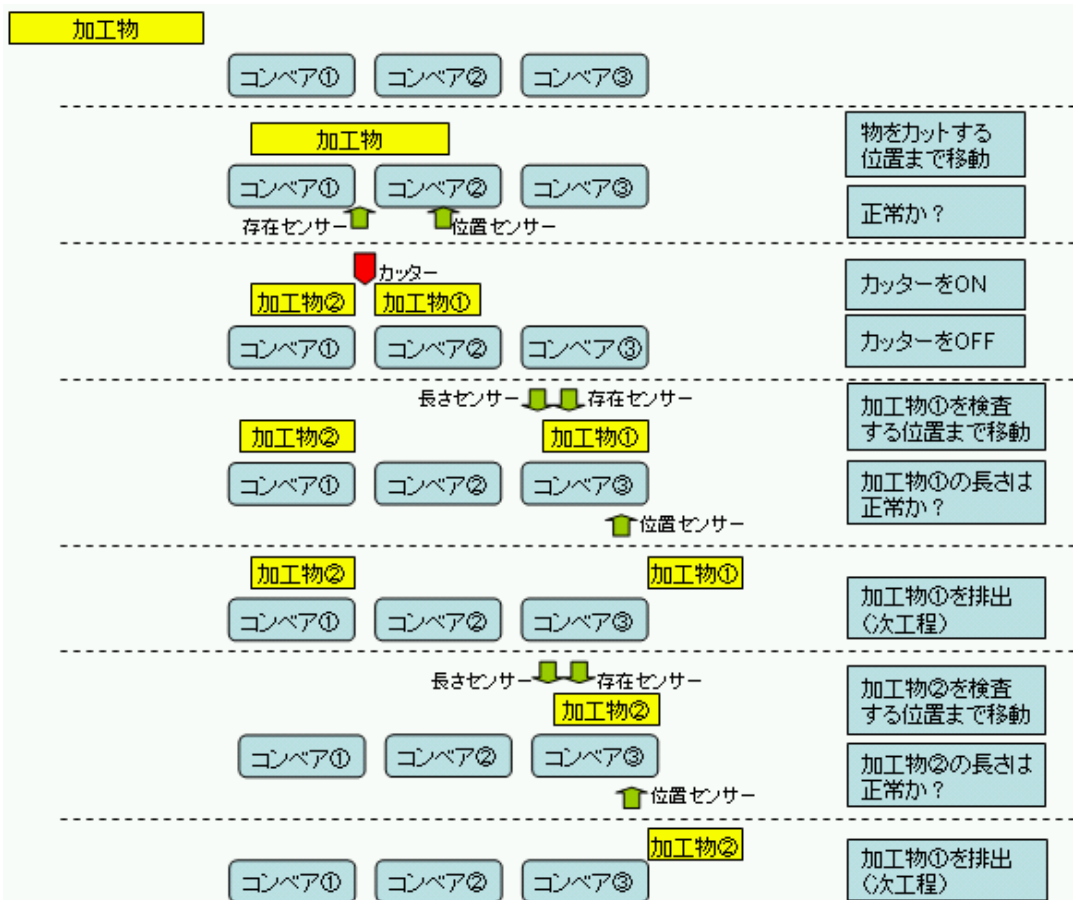 加工物
コンベア① コンベア② コンベア③
加工物
物をカットする
位置まで移動
コンベア① コンベア② コンベア③
正常か?
存在センサー 位置センサー
カッター
カッターをON
加工物② 加工物①
コンベア① コンベア② コンベア③
カッターをOFF
長さセンサー 存在センサー
加工物①を検査
する位置まで移動
加工物② 加工物①
コンベア① コンベア② コンベア③
加工物①の長さは
正常か?
位置センサー
加工物② 加工物①
コンベア① コンベア② コンベア③
加工物①を排出
(次工程)
長さセンサー 存在センサー
加工物②を検査
する位置まで移動
加工物②
コンベア① コンベア② コンベア③
加工物②の長さは
正常か?
位置センサー
加工物②
コンベア① コンベア② コンベア③
加工物①を排出
(次工程)